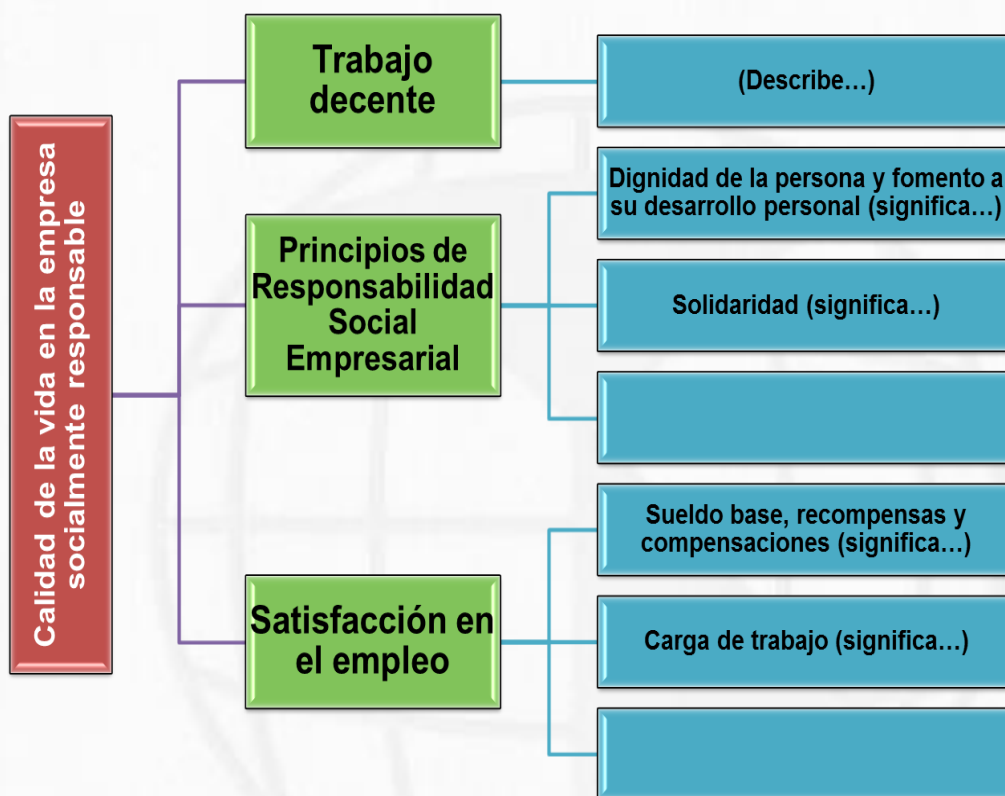 Calidad de la vida en la empresa
socialmente responsable
Trabajo
decente
(Describe...)
Principios de
Responsabilidad
Social
Empresarial
Dignidad de la persona y fomento a
su desarrollo personal (significa...)
Solidaridad (significa...)
Satisfacción en
el empleo
Sueldo base, recompensas y
compensaciones (significa...)
Carga de trabajo (significa...)